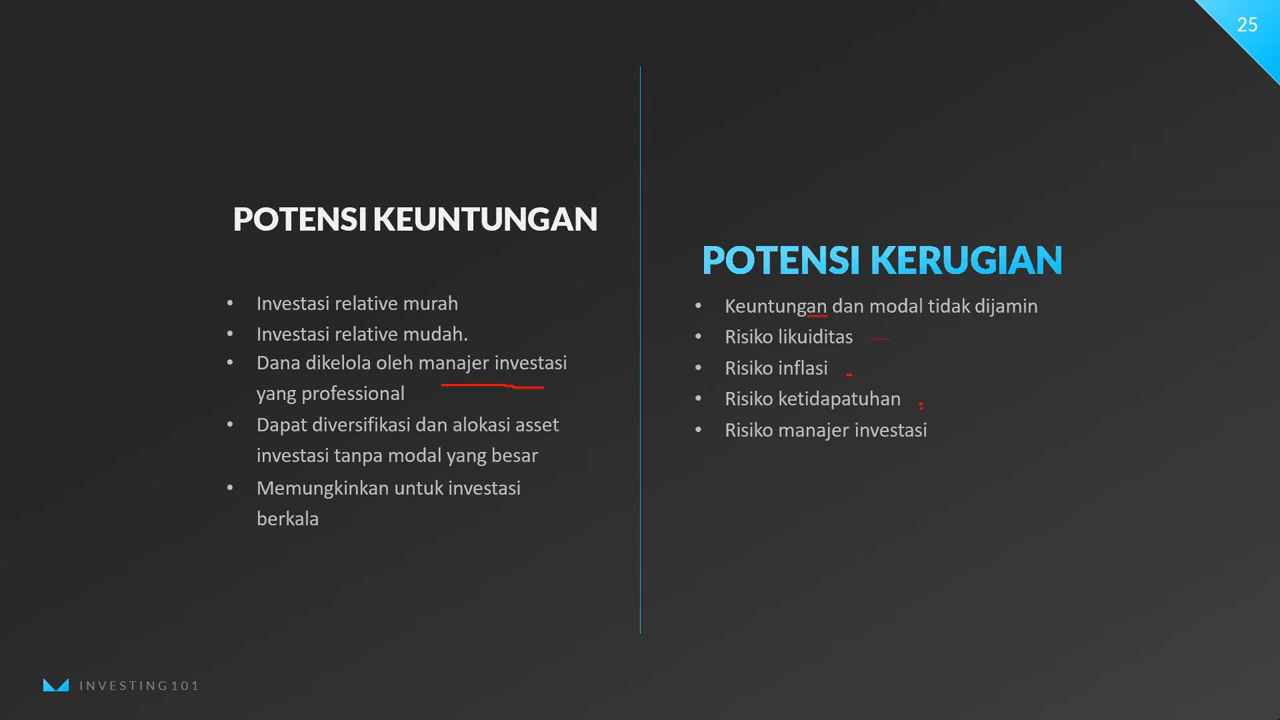 25
POTENSI KEUNTUNGAN
• Investasi relative murah
• Investasi relative mudah.
• Dana dikelola oleh manajer investasi
yang professional
• Dapat diversifikasi dan alokasi asset
investasi tanpa modal yang besar
• Memungkinkan untuk investasi
berkala
POTENSI KERUGIAN
• Keuntungan dan modal tidak dijamin
• Risiko likuiditas
• Risiko inflasi
• Risiko ketidapatuhan
• Risiko manajer investasi
INVESTING101